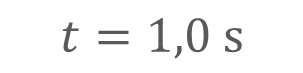 t = 1,0 s